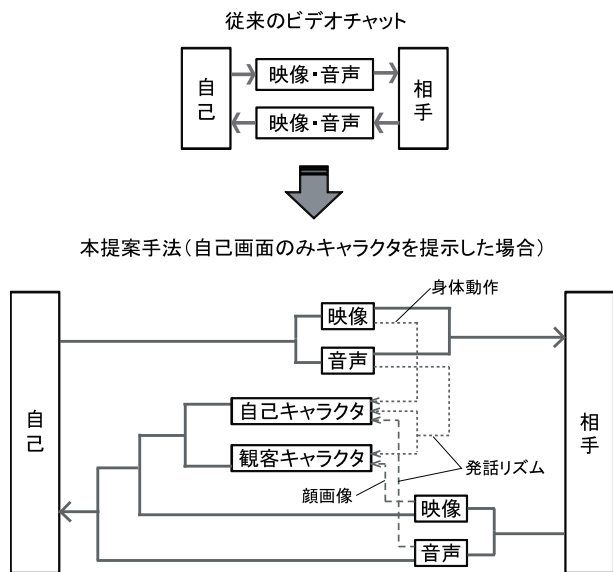 従来のビデオチャット
自己
映像・音声
映像・音声
相手
本提案手法(自己画面のみキャラクタを提示した場合)
身体動作
映像
音声
自己
相手
自己キャラクタ
観客キャラクタ
発話リズム
顔画像
映像
音声